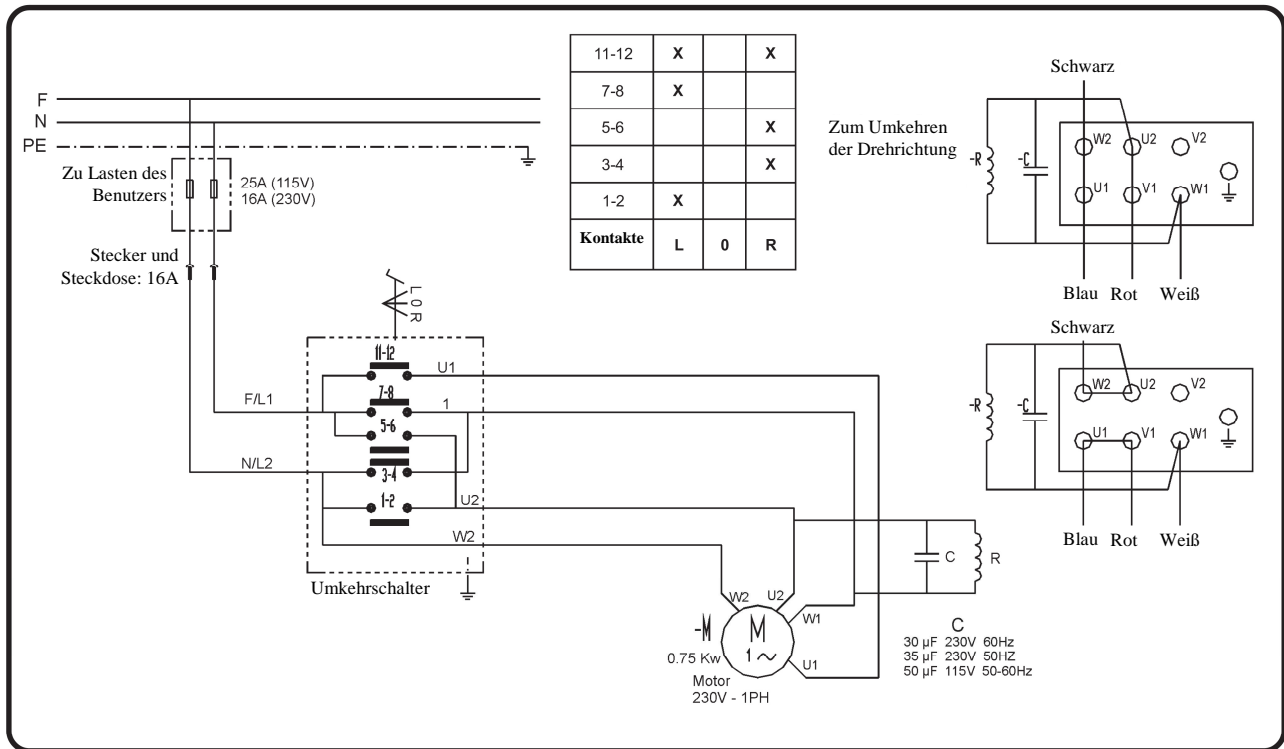 11-12 X X
7-8 X
5-6 X
3-4 X
1-2 X
Kontakte L 0 R
F
N
PE
Zu Lasten des
Benutzers
25A (115V)
16A (230V)
Stecker und
Steckdose: 16A
L 0 R
11-12
U1
7-8
F/L1
1
5-6
N/L2
3-4
1-2
U2
W2
Umkehrschalter
W2
U2
W1
U1
-M
M
1~
0.75 Kw
Motor
230V - 1PH
C
R
C
30 µF 230V 60Hz
35 µF 230V 50HZ
50 µF 115V 50-60Hz
Zum Umkehren
der Drehrichtung
Schwarz
-R
-C
W2 U2 V2
U1 V1 W1
Blau Rot Weiß
Schwarz
-R
-C
W2 U2 V2
U1 V1 W1
Blau Rot Weiß